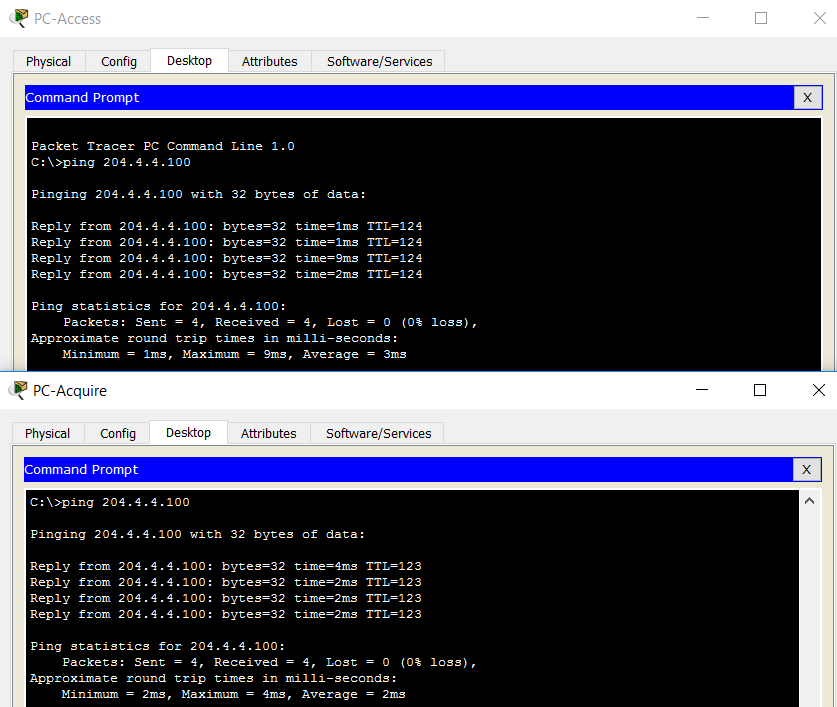 PC-Access
Physical Config Desktop Attributes Software/Services
Command Prompt X
Packet Tracer PC Command Line 1.0
C:\>ping 204.4.4.100
Pinging 204.4.4.100 with 32 bytes of data:
Reply from 204.4.4.100: bytes=32 time=1ms TTL=124
Reply from 204.4.4.100: bytes=32 time=1ms TTL=124
Reply from 204.4.4.100: bytes=32 time=9ms TTL=124
Reply from 204.4.4.100: bytes=32 time=2ms TTL=124
Ping statistics for 204.4.4.100:
Packets: Sent = 4, Received = 4, Lost = 0 (0% loss),
Approximate round trip times in milli-seconds:
Minimum = 1ms, Maximum = 9ms, Average = 3ms
PC-Acquire
Physical Config Desktop Attributes Software/Services
Command Prompt X
C:\>ping 204.4.4.100
Pinging 204.4.4.100 with 32 bytes of data:
Reply from 204.4.4.100: bytes=32 time=4ms TTL=123
Reply from 204.4.4.100: bytes=32 time=2ms TTL=123
Reply from 204.4.4.100: bytes=32 time=2ms TTL=123
Reply from 204.4.4.100: bytes=32 time=2ms TTL=123
Ping statistics for 204.4.4.100:
Packets: Sent = 4, Received = 4, Lost = 0 (0% loss),
Approximate round trip times in milli-seconds:
Minimum = 2ms, Maximum = 4ms, Average = 2ms